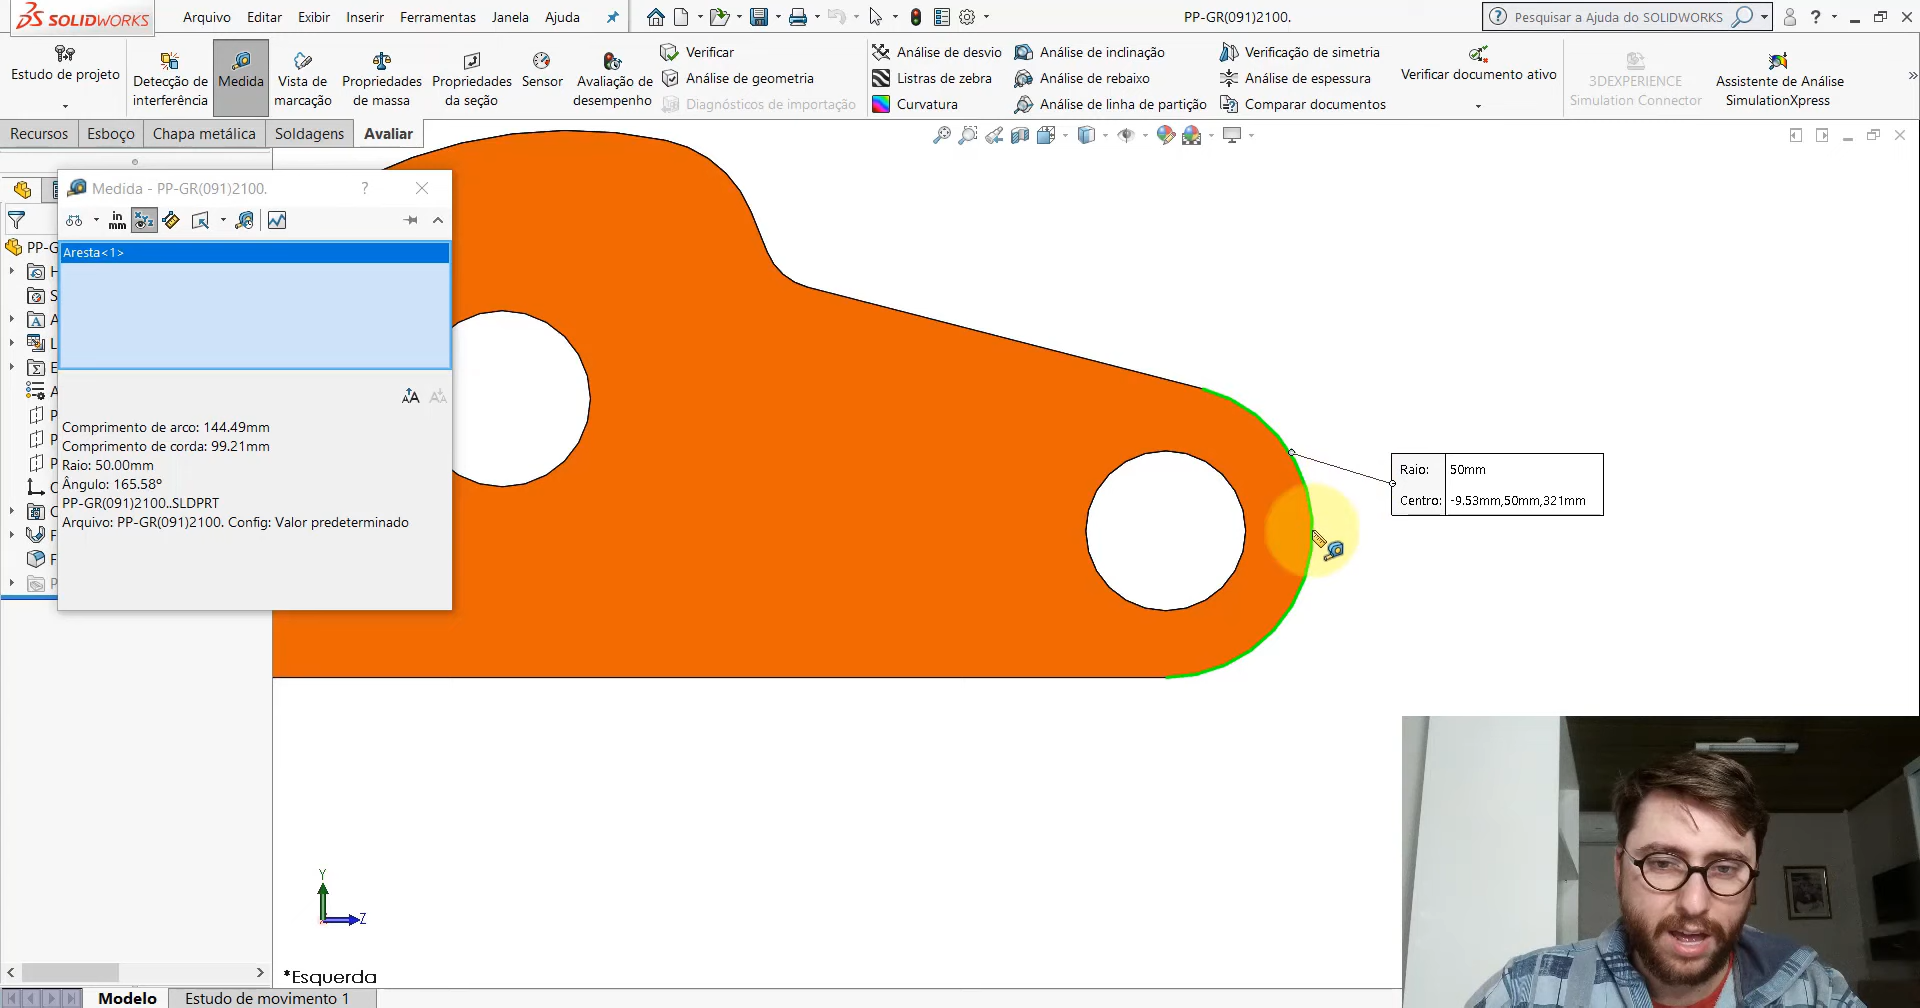 SOLIDWORKS
Arquivo Editar Exibir Inserir Ferramentas Janela Ajuda
PP-GR(091)2100.
Pesquisar a Ajuda do SOLIDWORKS
Estudo de projeto
Detecção de interferência
Medida
Vista de marcação
Propriedades de massa
Propriedades da seção
Sensor
Avaliação de desempenho
Verificar
Análise de geometria
Diagnósticos de importação
Análise de desvio
Listras de zebra
Curvatura
Análise de inclinação
Análise de rebaixo
Análise de linha de partição
Verificação de simetria
Análise de espessura
Comparar documentos
Verificar documento ativo
3DEXPERIENCE
Simulation Connector
Assistente de Análise
SimulationXpress
Recursos Esboço Chapa metálica Soldagens Avaliar
Medida - PP-GR(091)2100.
in
mm
PP-G
Aresta<1>
Comprimento de arco: 144.49mm
Comprimento de corda: 99.21mm
Raio: 50.00mm
Ângulo: 165.58º
PP-GR(091)2100..SLDPRT
Arquivo: PP-GR(091)2100. Config: Valor predeterminado
Raio: 50mm
Centro: -9.53mm,50mm,321mm
Y
Z
*Esquerda
Modelo Estudo de movimento 1